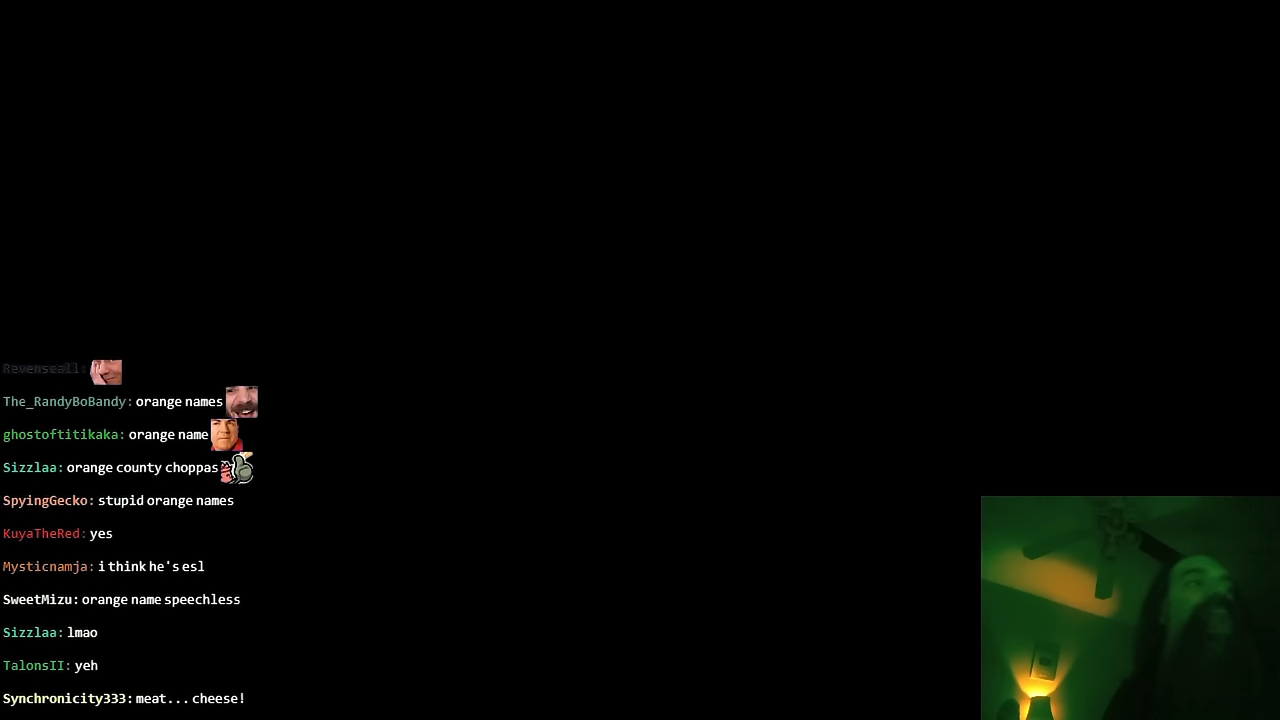 The_RandyBoBandy: orange names
ghostoftitikaka: orange name
Sizzlaa: orange county choppas
SpyingGecko: stupid orange names
KuyaTheRed: yes
Mysticnamja: i think he's esl
SweetMizu: orange name speechless
Sizzlaa: lmao
TalonsII: yeh
Synchronicity333: meat... cheese!